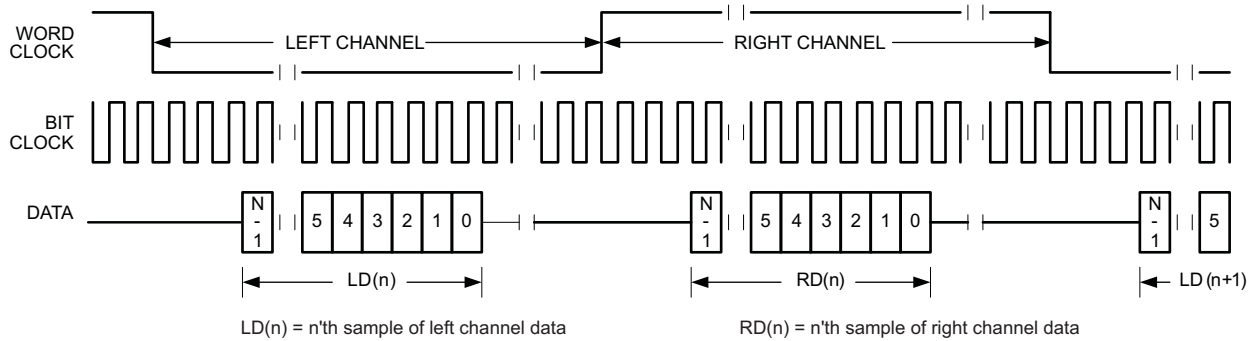 WORD
CLOCK
LEFT CHANNEL
RIGHT CHANNEL
BIT
CLOCK
DATA
N
-
1
5 4 3 2 1 0
N
-
1
5 4 3 2 1 0
N
-
1
5
LD(n)
RD(n)
LD (n+1)
LD(n) = n'th sample of left channel data
RD(n) = n'th sample of right channel data